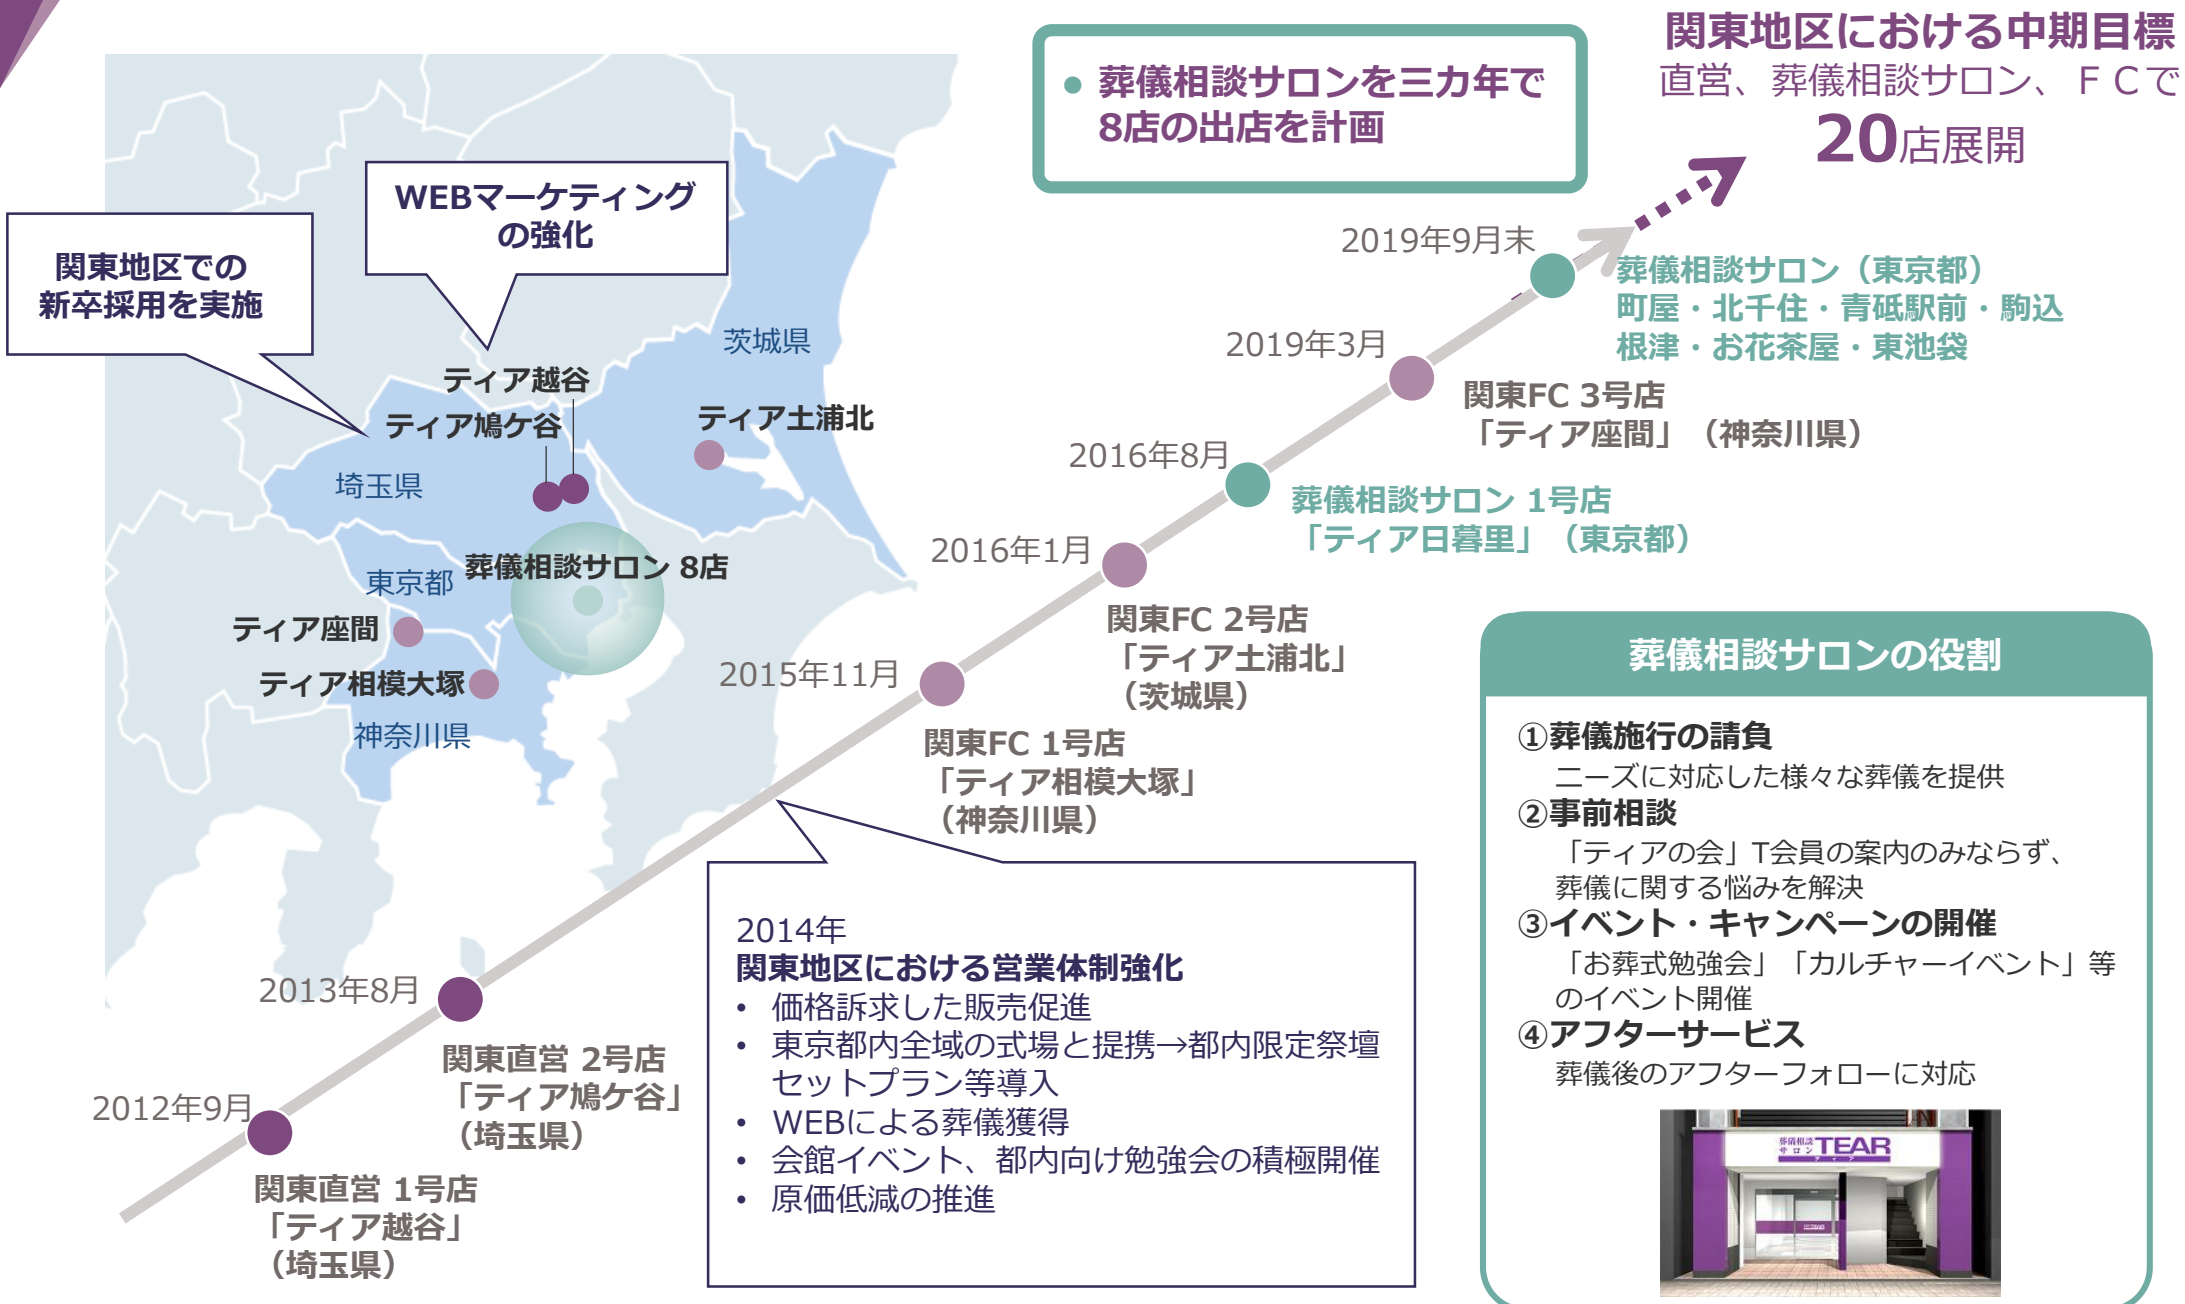 関東地区における中期目標
直営、葬儀相談サロン、ＦＣで
20店展開
• 葬儀相談サロンを三カ年で
8店の出店を計画
WEBマーケティング
の強化
関東地区での
新卒採用を実施
茨城県
ティア越谷
ティア鳩ケ谷
ティア土浦北
埼玉県
葬儀相談サロン 8店
東京都
ティア座間
ティア相模大塚
神奈川県
2019年9月末
葬儀相談サロン（東京都）
町屋・北千住・青砥駅前・駒込
根津・お花茶屋・東池袋
2019年3月
関東FC 3号店
「ティア座間」（神奈川県）
2016年8月
葬儀相談サロン 1号店
「ティア日暮里」（東京都）
2016年1月
関東FC 2号店
「ティア土浦北」
（茨城県）
2015年11月
関東FC 1号店
「ティア相模大塚」
（神奈川県）
2013年8月
関東直営 2号店
「ティア鳩ケ谷」
（埼玉県）
2012年9月
関東直営 1号店
「ティア越谷」
（埼玉県）
2014年
関東地区における営業体制強化
• 価格訴求した販売促進
• 東京都内全域の式場と提携→都内限定祭壇
セットプラン等導入
• WEBによる葬儀獲得
• 会館イベント、都内向け勉強会の積極開催
• 原価低減の推進
葬儀相談サロンの役割
①葬儀施行の請負
ニーズに対応した様々な葬儀を提供
②事前相談
「ティアの会」T会員の案内のみならず、
葬儀に関する悩みを解決
③イベント・キャンペーンの開催
「お葬式勉強会」「カルチャーイベント」等
のイベント開催
④アフターサービス
葬儀後のアフターフォローに対応
葬儀相談
サロン
TEAR
ティア